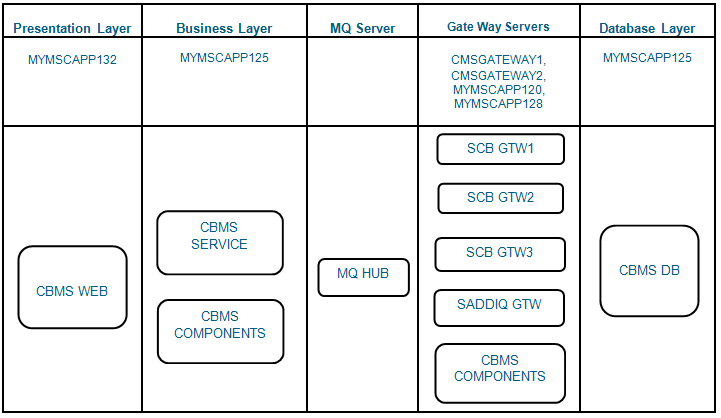 Presentation Layer
Business Layer
MQ Server
Gate Way Servers
Database Layer
MYMSCAPP132
MYMSCAPP125
CMSGATEWAY1,
CMSGATEWAY2,
MYMSCAPP120,
MYMSCAPP128
MYMSCAPP125
CBMS WEB
CBMS
SERVICE
CBMS
COMPONENTS
MQ HUB
SCB GTW1
SCB GTW2
SCB GTW3
SADDIQ GTW
CBMS
COMPONENTS
CBMS DB